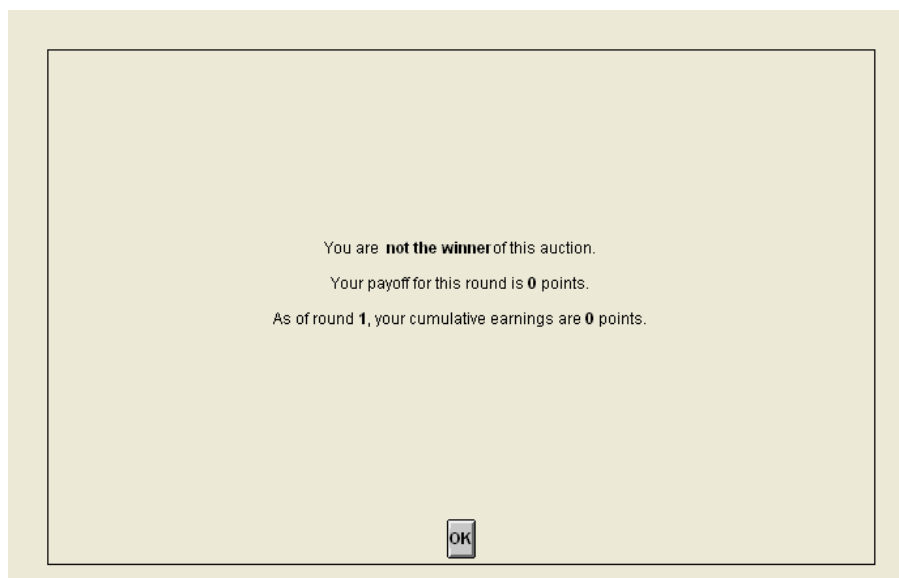 You are not the winner of this auction.
Your payoff for this round is 0 points.
As of round 1, your cumulative earnings are 0 points.
OK